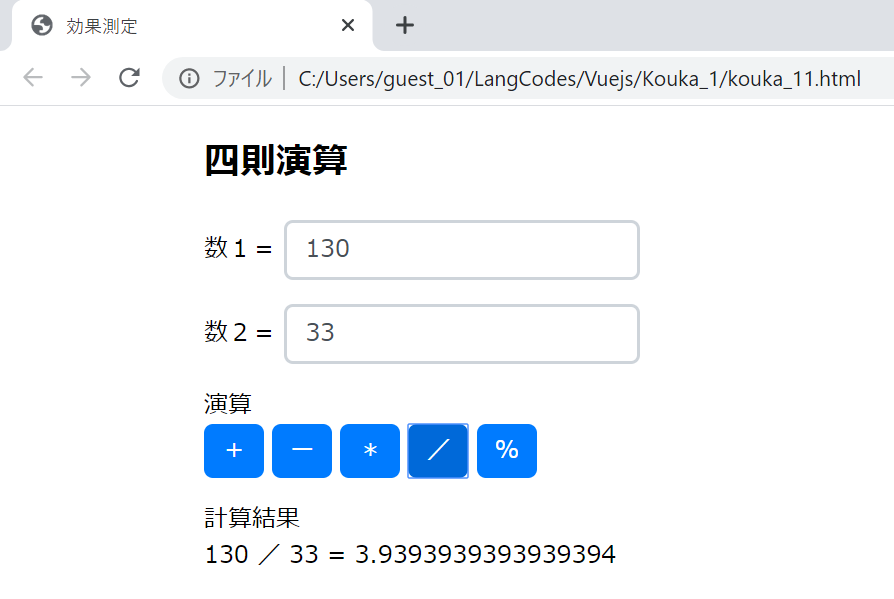 効果測定
ファイル | C:/Users/guest_01/LangCodes/Vuejs/Kouka_1/kouka_11.html
四則演算
数１ = 130
数２ = 33
演算
+ － * ／ %
計算結果
130 ／ 33 = 3.9393939393939394